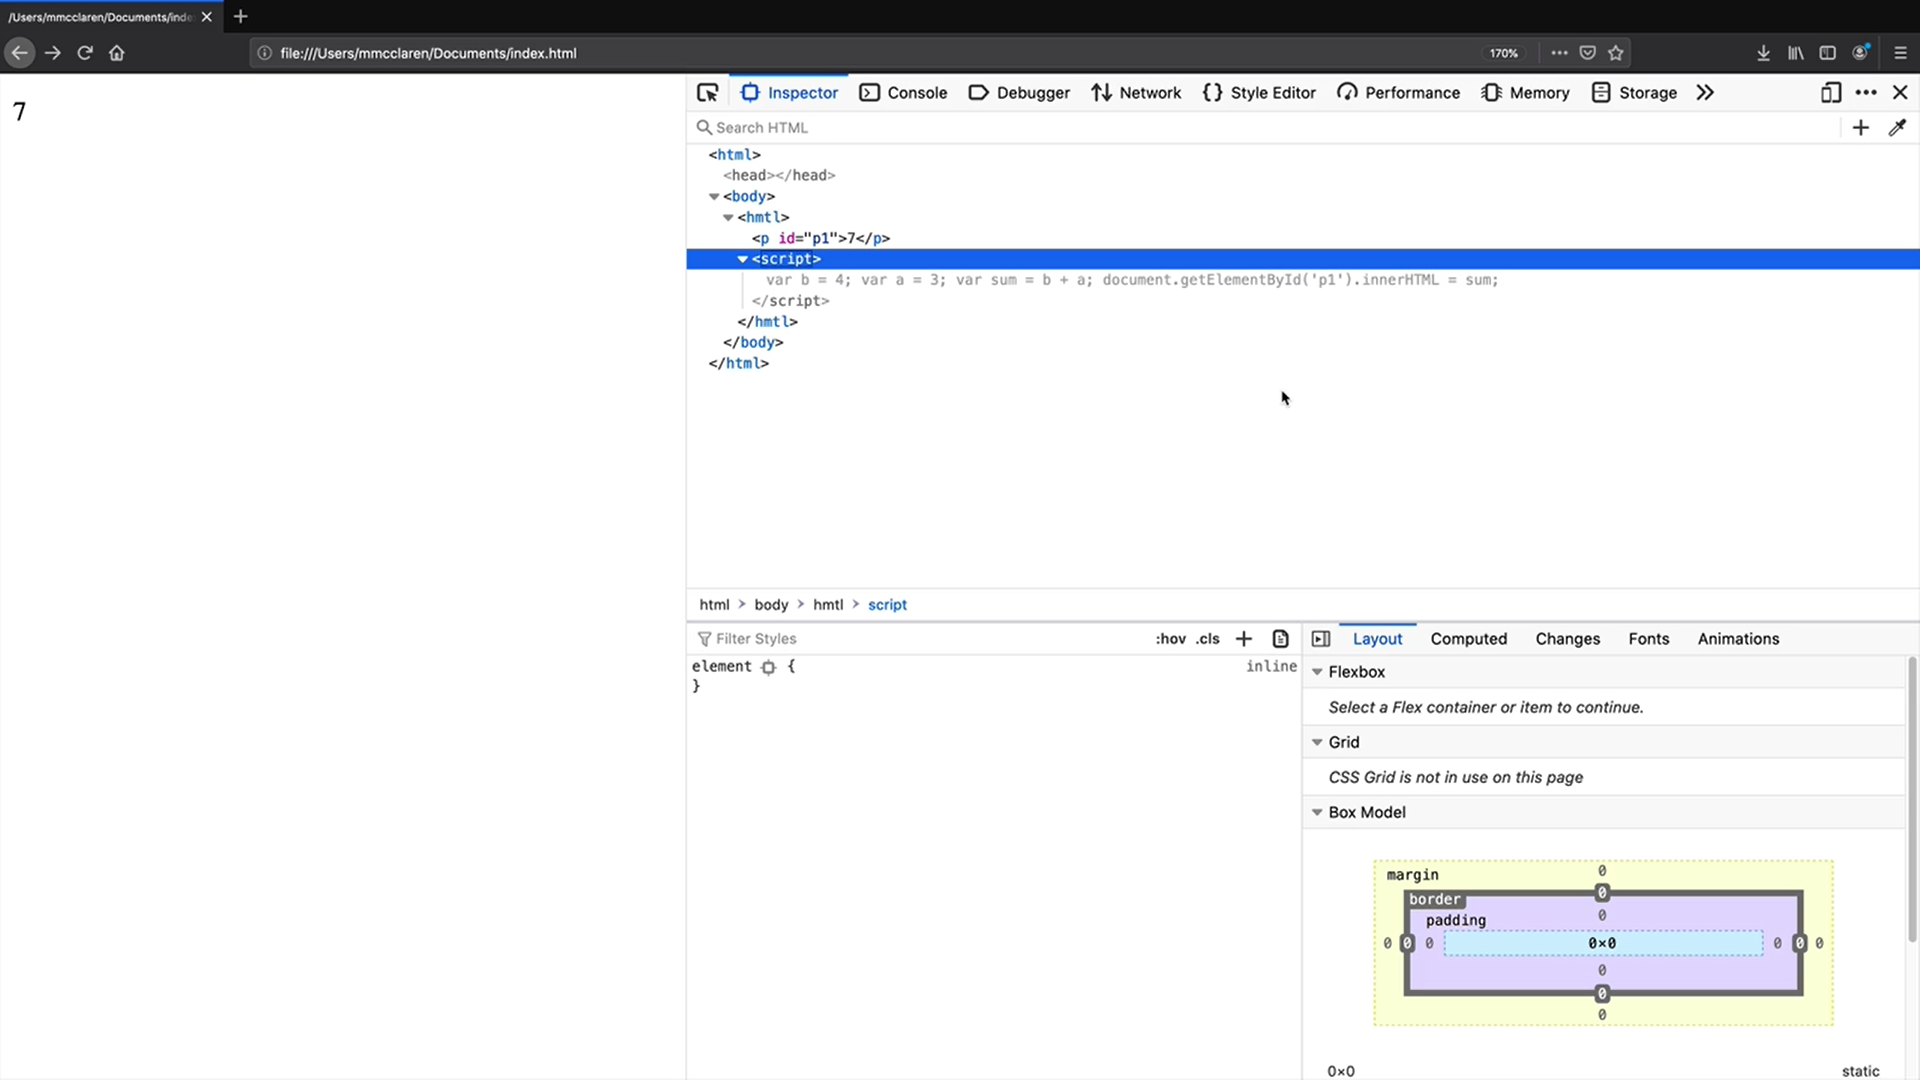 /Users/mmcclaren/Documents/inde
file:///Users/mmcclaren/Documents/index.html
170%
7
Inspector
Console
Debugger
Network
Style Editor
Performance
Memory
Storage
Search HTML
<html>
<head></head>
<body>
<hmtl>
<p id="p1">7</p>
<script>
var b = 4; var a = 3; var sum = b + a; document.getElementById('p1').innerHTML = sum;
</script>
</hmtl>
</body>
</html>
html > body > hmtl > script
Filter Styles
:hov .cls
element {
inline
}
Layout
Computed
Changes
Fonts
Animations
Flexbox
Select a Flex container or item to continue.
Grid
CSS Grid is not in use on this page
Box Model
margin
0
border
0
padding
0
0 0 0 0×0 0 0 0
0
0
0
0×0
static